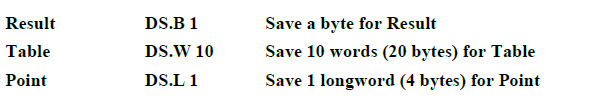 Result DS.B 1 Save a byte for Result
Table DS.W 10 Save 10 words (20 bytes) for Table
Point DS.L 1 Save 1 longword (4 bytes) for Point